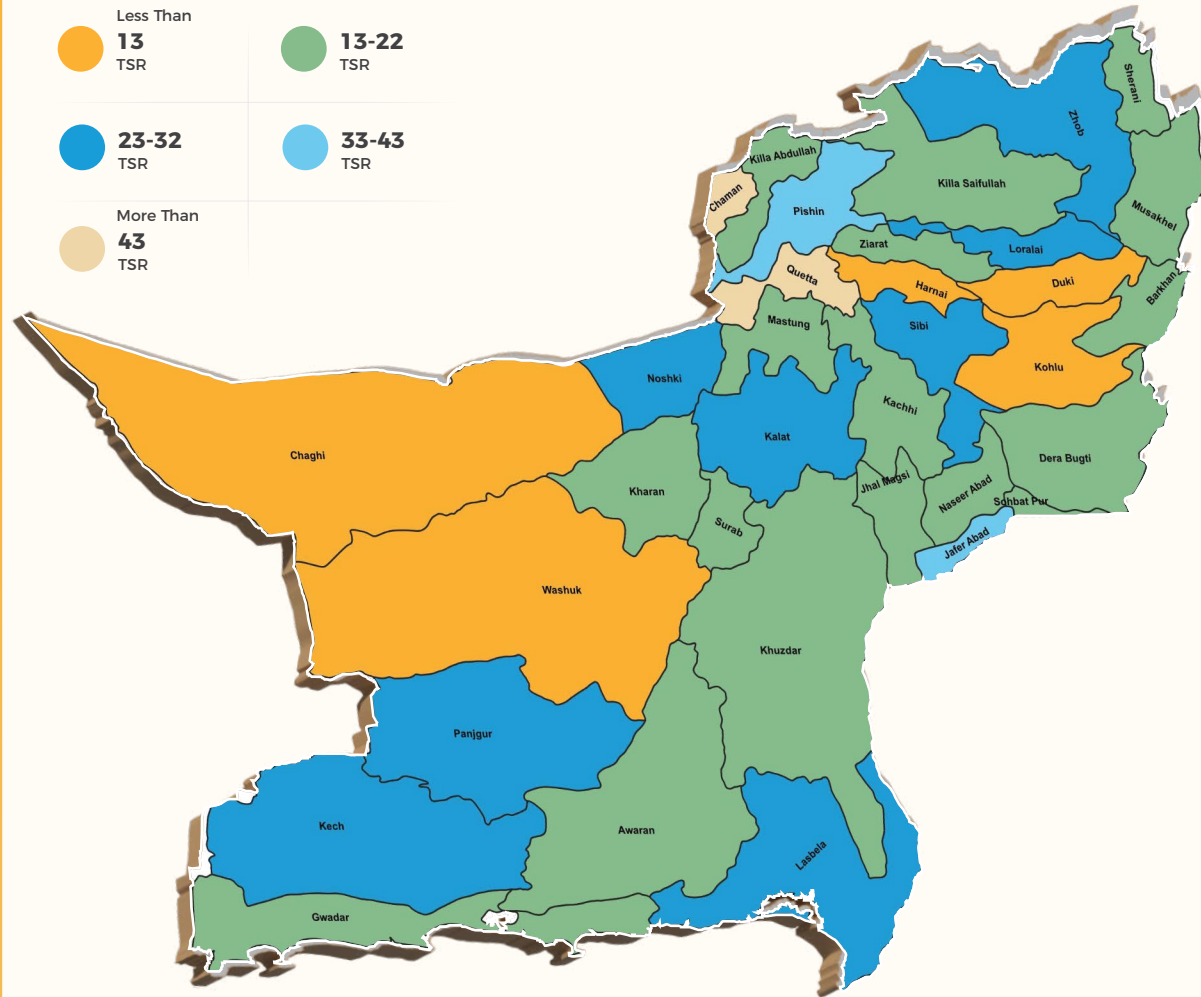 Less Than
13
TSR
13-22
TSR
23-32
TSR
33-43
TSR
More Than
43
TSR
Sherani
Zhob
Killa Abdullah
Killa Saifullah
Chaman
Pishin
Musakhel
Ziarat
Loralai
Quetta
Harnai
Duki
Barkhan
Mastung
Sibi
Kohlu
Noshki
Kachhi
Kalat
Chaghi
Dera Bugti
Kharan
Jhal Magsi
Naseer Abad
Sohbat Pur
Surab
Jafer Abad
Washuk
Khuzdar
Panjgur
Kech
Awaran
Lasbela
Gwadar